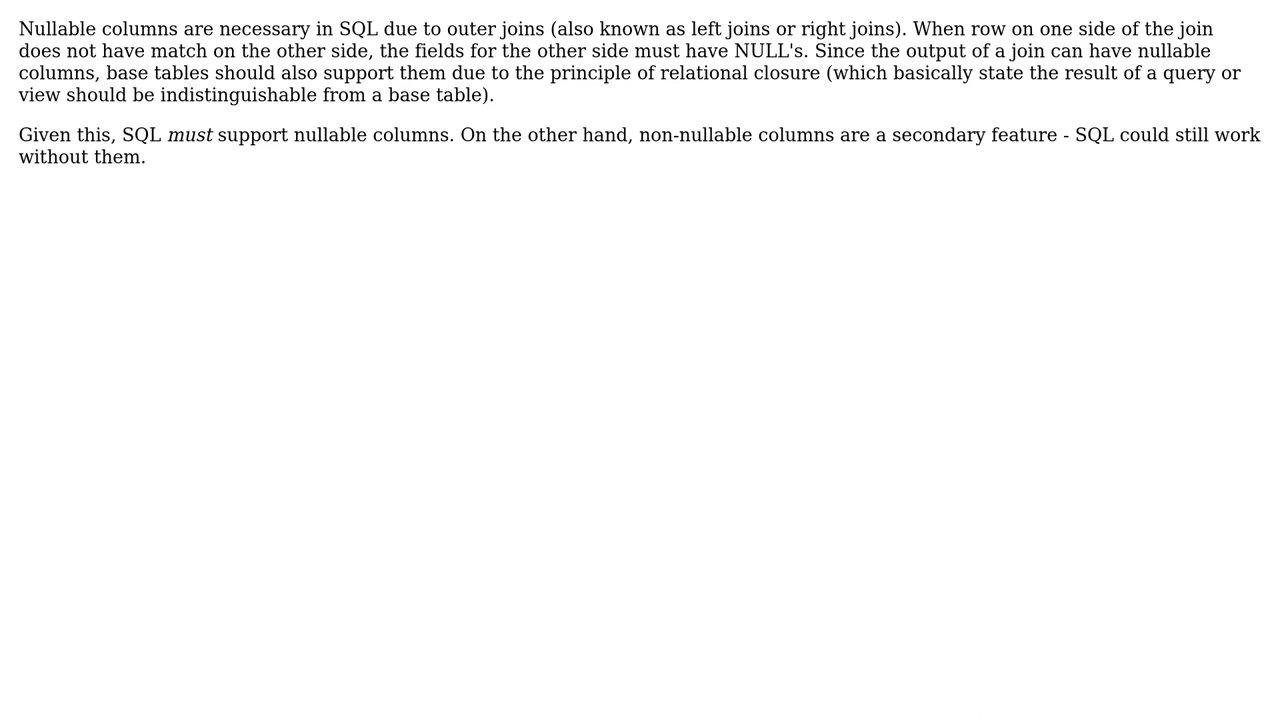 Nullable columns are necessary in SQL due to outer joins (also known as left joins or right joins). When row on one side of the join
does not have match on the other side, the fields for the other side must have NULL's. Since the output of a join can have nullable
columns, base tables should also support them due to the principle of relational closure (which basically state the result of a query or
view should be indistinguishable from a base table).
Given this, SQL must support nullable columns. On the other hand, non-nullable columns are a secondary feature - SQL could still work
without them.